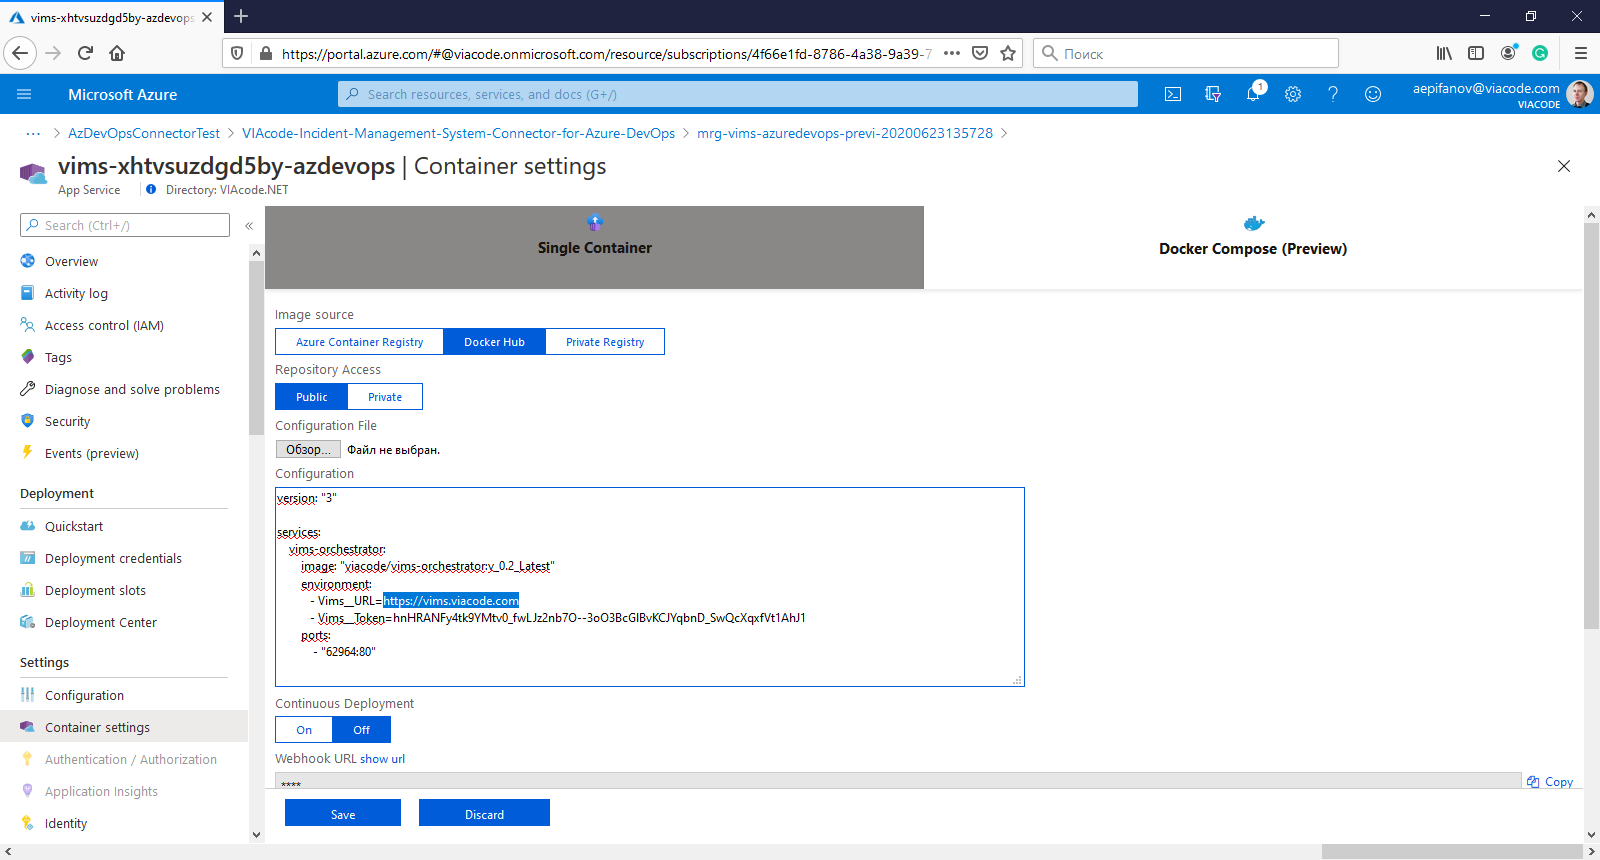 vims-xhtvsuzdgd5by-azdevops
https://portal.azure.com/#@viacode.onmicrosoft.com/resource/subscriptions/4f66e1fd-8786-4a38-9a39-7
Поиск
Microsoft Azure
Search resources, services, and docs (G+/)
1
aepifanov@viacode.com
VIACODE
AzDevOpsConnectorTest
VIAcode-Incident-Management-System-Connector-for-Azure-DevOps
mrg-vims-azuredevops-previ-20200623135728
vims-xhtvsuzdgd5by-azdevops | Container settings
App Service
Directory: VIAcode.NET
Search (Ctrl+/)
Overview
Activity log
Access control (IAM)
Tags
Diagnose and solve problems
Security
Events (preview)
Deployment
Quickstart
Deployment credentials
Deployment slots
Deployment Center
Settings
Configuration
Container settings
Authentication / Authorization
Application Insights
Identity
Single Container
Docker Compose (Preview)
Image source
Azure Container Registry
Docker Hub
Private Registry
Repository Access
Public
Private
Configuration File
Обзор...
Файл не выбран.
Configuration
version: "3"
services:
vims-orchestrator:
image: "viacode/vims-orchestrator:v_0.2_Latest"
environment:
- Vims__URL=https://vims.viacode.com
- Vims__Token=hnHRANFy4tk9YMtv0_fwLJz2nb7O--3oO3BcGIBvKCJYqbnD_SwQcXqxfVt1AhJ1
ports:
- "62964:80"
Continuous Deployment
On
Off
Webhook URL show url
****
Copy
Save
Discard